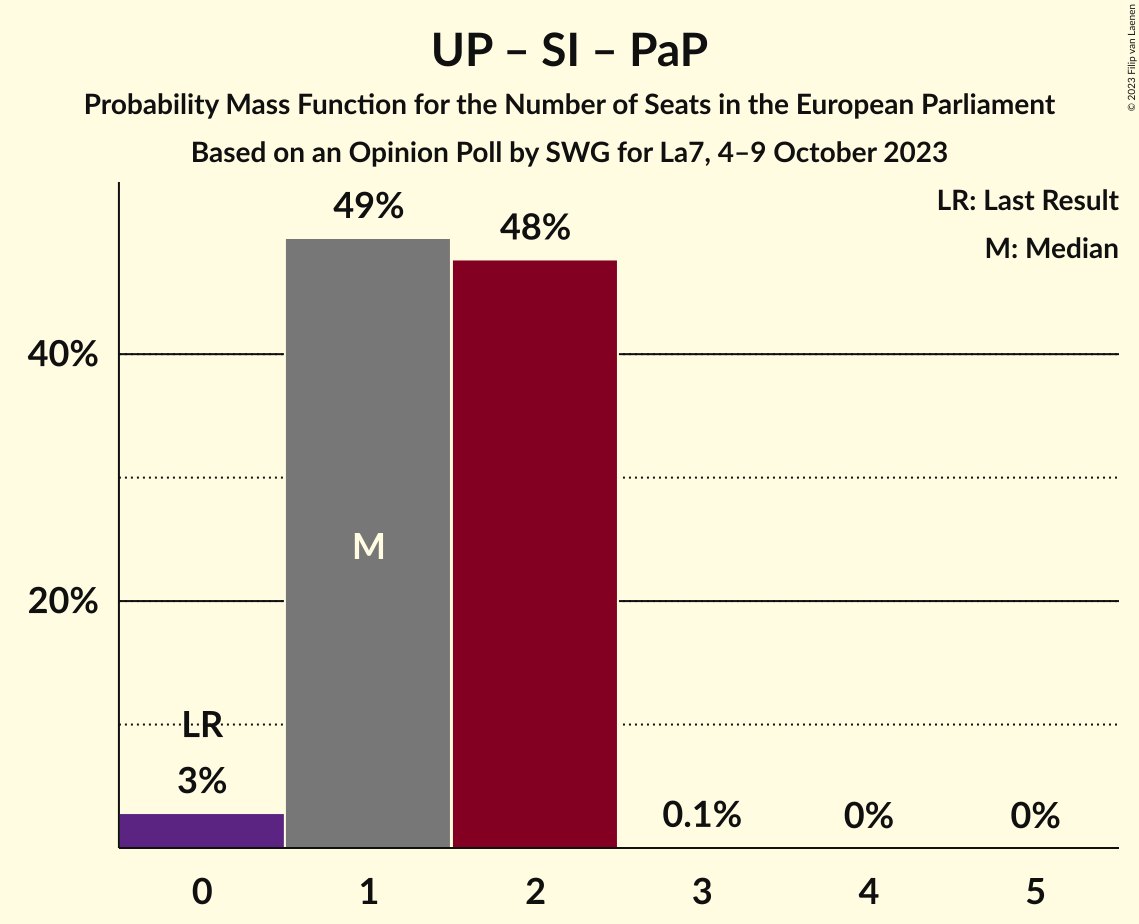 UP – SI – PaP
Probability Mass Function for the Number of Seats in the European Parliament
Based on an Opinion Poll by SWG for La7, 4–9 October 2023
© 2023 Filip van Laenen
LR: Last Result
M: Median
49%
48%
40%
M
20%
LR
3%
0.1%
0%
0%
0
1
2
3
4
5